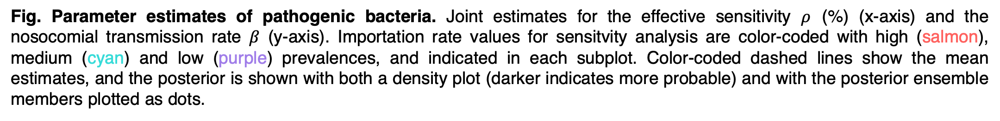 Fig. Parameter estimates of pathogenic bacteria. Joint estimates for the effective sensitivity ρ (%) (x-axis) and the
nosocomial transmission rate β (y-axis). Importation rate values for sensitvity analysis are color-coded with high (salmon),
medium (cyan) and low (purple) prevalences, and indicated in each subplot. Color-coded dashed lines show the mean
estimates, and the posterior is shown with both a density plot (darker indicates more probable) and with the posterior ensemble
members plotted as dots.